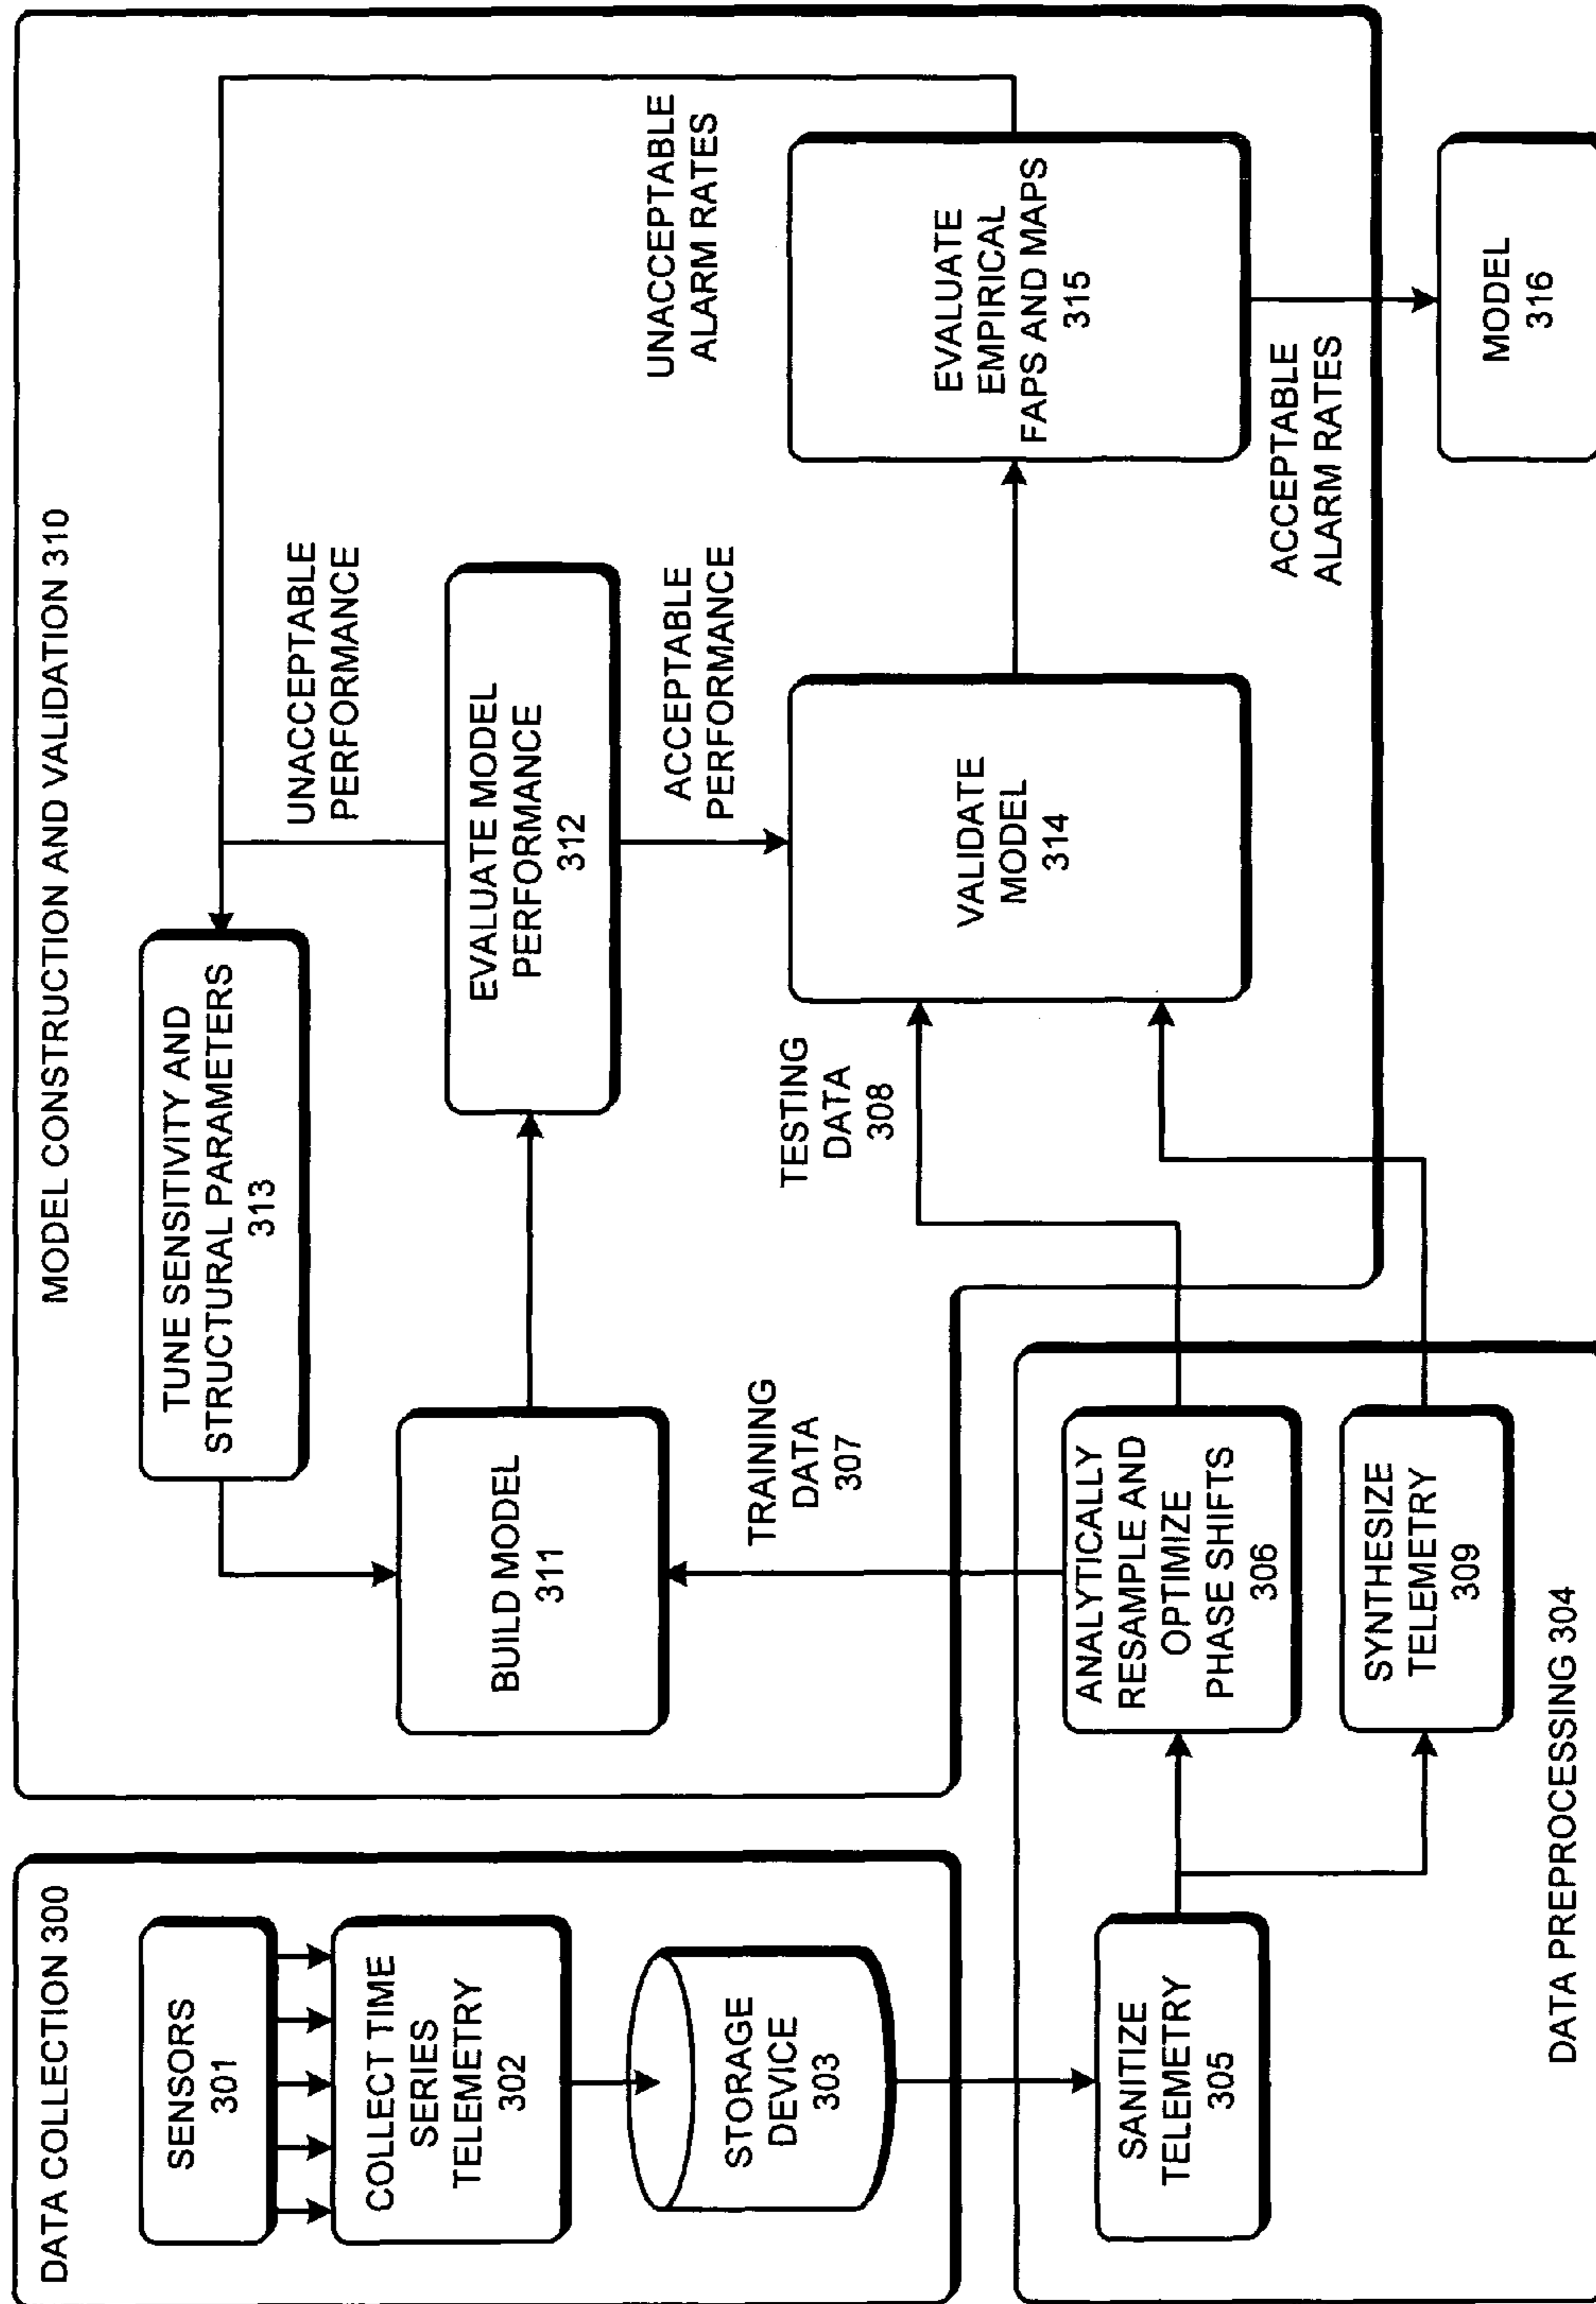 DATA COLLECTION 300
SENSORS
301
COLLECT TIME
SERIES
TELEMETRY
302
STORAGE
DEVICE
303
DATA PREPROCESSING 304
SANITIZE
TELEMETRY
305
ANALYTICALLY
RESAMPLE AND
OPTIMIZE
PHASE SHIFTS
306
SYNTHESIZE
TELEMETRY
309
TRAINING
DATA
307
TESTING
DATA
308
MODEL CONSTRUCTION AND VALIDATION 310
TUNE SENSITIVITY AND
STRUCTURAL PARAMETERS
313
BUILD MODEL
311
EVALUATE MODEL
PERFORMANCE
312
UNACCEPTABLE
PERFORMANCE
ACCEPTABLE
PERFORMANCE
VALIDATE
MODEL
314
UNACCEPTABLE
ALARM RATES
EVALUATE
EMPIRICAL
FAPS AND MAPS
315
ACCEPTABLE
ALARM RATES
MODEL
316